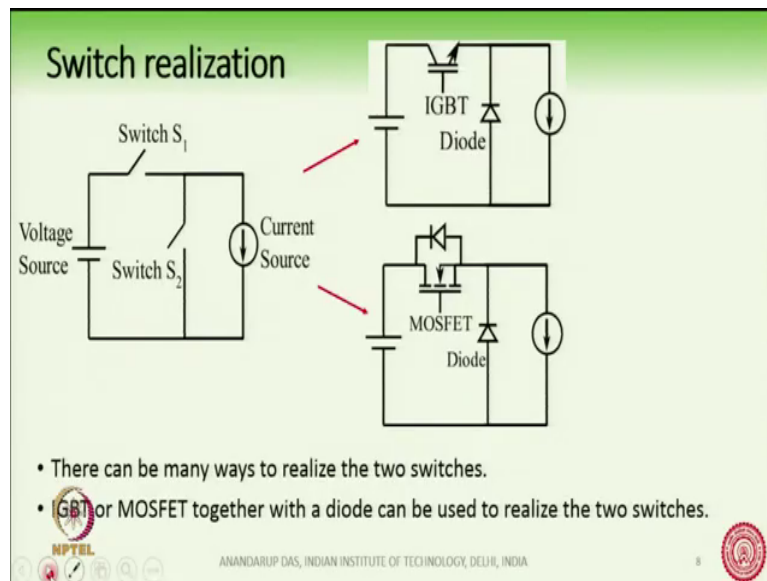 Switch realization
Switch S1
Voltage
Source
Switch S2
Current
Source
IGBT
Diode
MOSFET
Diode
• There can be many ways to realize the two switches.
• IGBT or MOSFET together with a diode can be used to realize the two switches.
NPTEL
ANANDARUP DAS, INDIAN INSTITUTE OF TECHNOLOGY, DELHI, INDIA
8